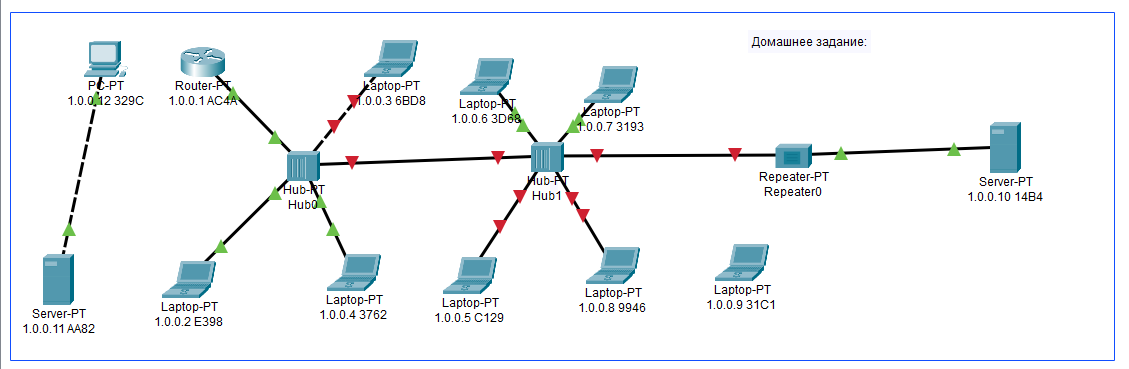 Домашнее задание:
PC-PT
1.0.0.12 329C
Router-PT
1.0.0.1 AC4A
Laptop-PT
1.0.0.3 6BD8
Laptop-PT
1.0.0.6 3D68
Laptop-PT
1.0.0.7 3193
Hub-PT
Hub0
Hub-PT
Hub1
Repeater-PT
Repeater0
Server-PT
1.0.0.10 14B4
Server-PT
1.0.0.11 AA82
Laptop-PT
1.0.0.2 E398
Laptop-PT
1.0.0.4 3762
Laptop-PT
1.0.0.5 C129
Laptop-PT
1.0.0.8 9946
Laptop-PT
1.0.0.9 31C1